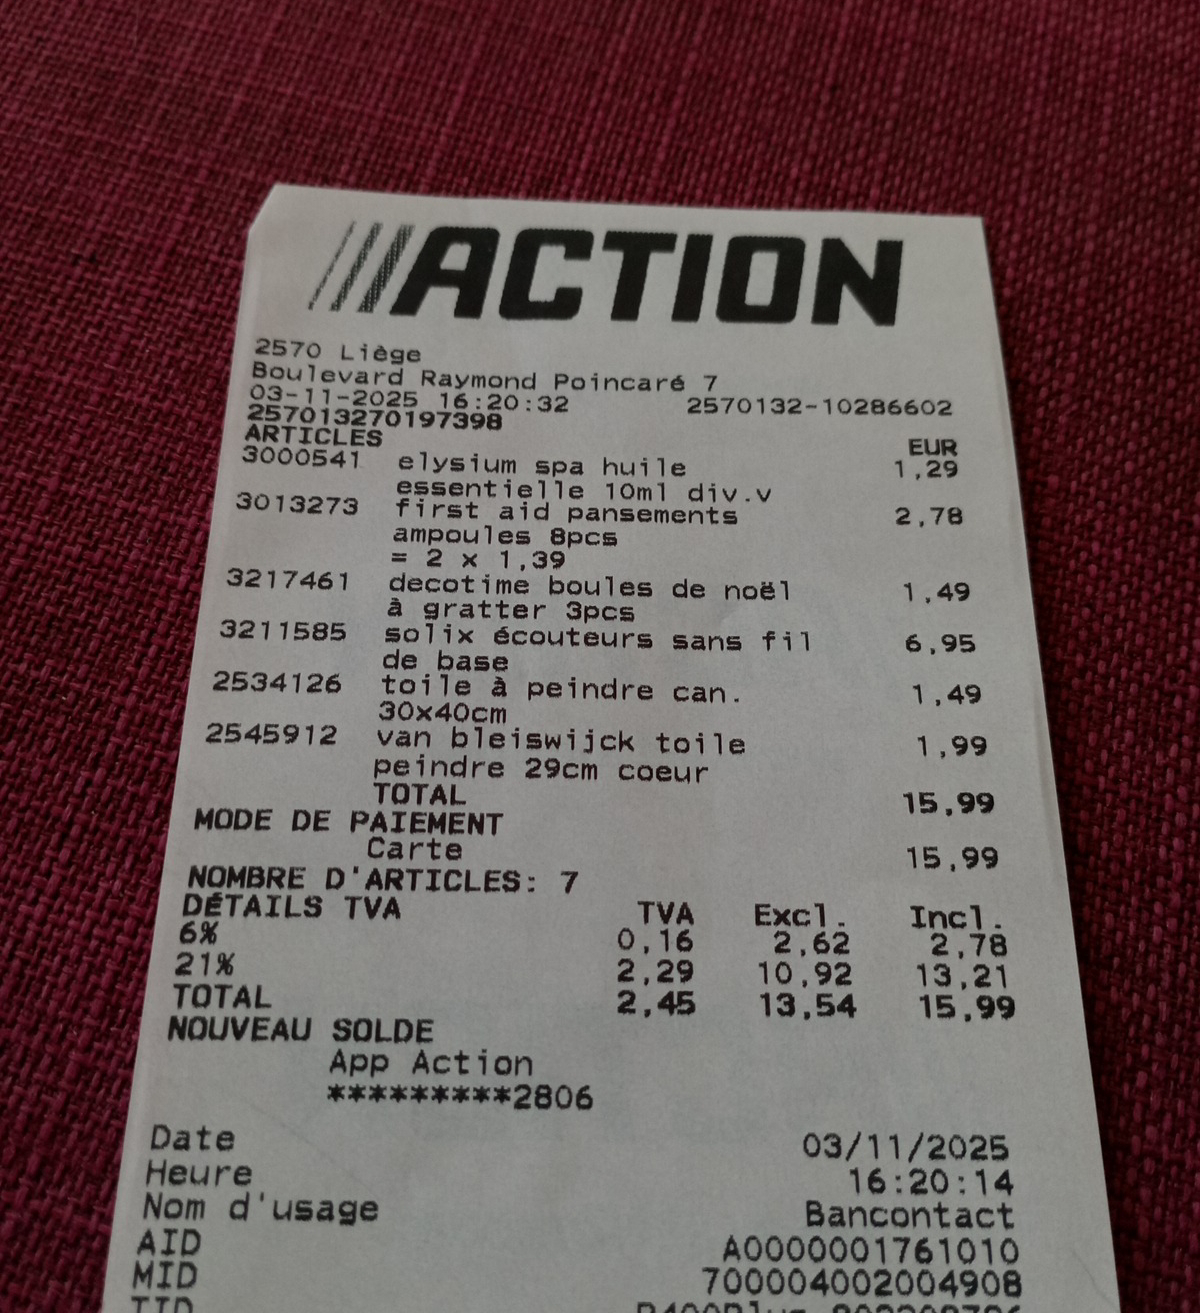 ACTION
2570 Liège
Boulevard Raymond Poincaré 7
03-11-2025 16:20:32 2570132-10286602
257013270197398
ARTICLES EUR
3000541 elysium spa huile 1,29
essentielle 10ml div.v
3013273 first aid pansements 2,78
ampoules 8pcs
= 2 x 1,39
3217461 decotime boules de noël 1,49
à gratter 3pcs
3211585 solix écouteurs sans fil 6,95
de base
2534126 toile à peindre can. 1,49
30x40cm
2545912 van bleiswijck toile 1,99
peindre 29cm coeur
TOTAL 15,99
MODE DE PAIEMENT
Carte 15,99
NOMBRE D'ARTICLES: 7
DÉTAILS TVA TVA Excl. Incl.
6% 0,16 2,62 2,78
21% 2,29 10,92 13,21
TOTAL 2,45 13,54 15,99
NOUVEAU SOLDE
App Action
*********2806
Date 03/11/2025
Heure 16:20:14
Nom d'usage Bancontact
AID A0000001761010
MID 700004002004908
TID